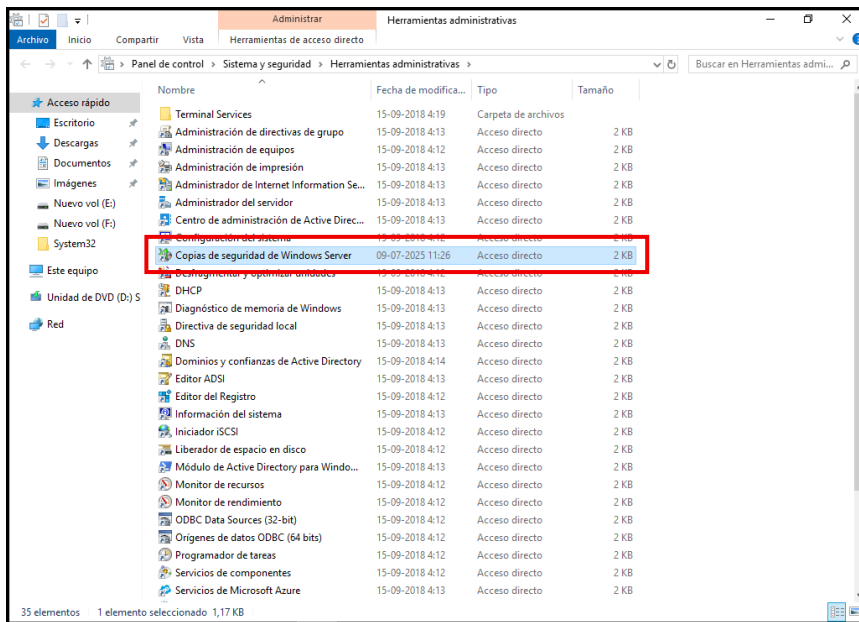 Administrar Herramientas administrativas
Archivo Inicio Compartir Vista Herramientas de acceso directo
Panel de control > Sistema y seguridad > Herramientas administrativas > Buscar en Herramientas admi...
Nombre Fecha de modifica... Tipo Tamaño
Acceso rápido
Escritorio
Descargas
Documentos
Imágenes
Nuevo vol (E:)
Nuevo vol (F:)
System32
Este equipo
Unidad de DVD (D:) S
Red
Terminal Services 15-09-2018 4:19 Carpeta de archivos
Administración de directivas de grupo 15-09-2018 4:13 Acceso directo 2 KB
Administración de equipos 15-09-2018 4:12 Acceso directo 2 KB
Administración de impresión 15-09-2018 4:13 Acceso directo 2 KB
Administrador de Internet Information Se... 15-09-2018 4:13 Acceso directo 2 KB
Administrador del servidor 15-09-2018 4:13 Acceso directo 2 KB
Centro de administración de Active Direc... 15-09-2018 4:13 Acceso directo 2 KB
Configuración del sistema 15-09-2018 4:12 Acceso directo 2 KB
Copias de seguridad de Windows Server 09-07-2025 11:26 Acceso directo 2 KB
Desfragmentar y optimizar unidades 15-09-2018 4:12 Acceso directo 2 KB
DHCP 15-09-2018 4:13 Acceso directo 2 KB
Diagnóstico de memoria de Windows 15-09-2018 4:13 Acceso directo 2 KB
Directiva de seguridad local 15-09-2018 4:13 Acceso directo 2 KB
DNS 15-09-2018 4:13 Acceso directo 2 KB
Dominios y confianzas de Active Directory 15-09-2018 4:14 Acceso directo 2 KB
Editor ADSI 15-09-2018 4:13 Acceso directo 2 KB
Editor del Registro 15-09-2018 4:12 Acceso directo 2 KB
Información del sistema 15-09-2018 4:13 Acceso directo 2 KB
Iniciador iSCSI 15-09-2018 4:12 Acceso directo 2 KB
Liberador de espacio en disco 15-09-2018 4:12 Acceso directo 2 KB
Módulo de Active Directory para Windo... 15-09-2018 4:13 Acceso directo 2 KB
Monitor de recursos 15-09-2018 4:12 Acceso directo 2 KB
Monitor de rendimiento 15-09-2018 4:12 Acceso directo 2 KB
ODBC Data Sources (32-bit) 15-09-2018 4:12 Acceso directo 2 KB
Orígenes de datos ODBC (64 bits) 15-09-2018 4:12 Acceso directo 2 KB
Programador de tareas 15-09-2018 4:12 Acceso directo 2 KB
Servicios de componentes 15-09-2018 4:12 Acceso directo 2 KB
Servicios de Microsoft Azure 15-09-2018 4:13 Acceso directo 2 KB
35 elementos 1 elemento seleccionado 1,17 KB